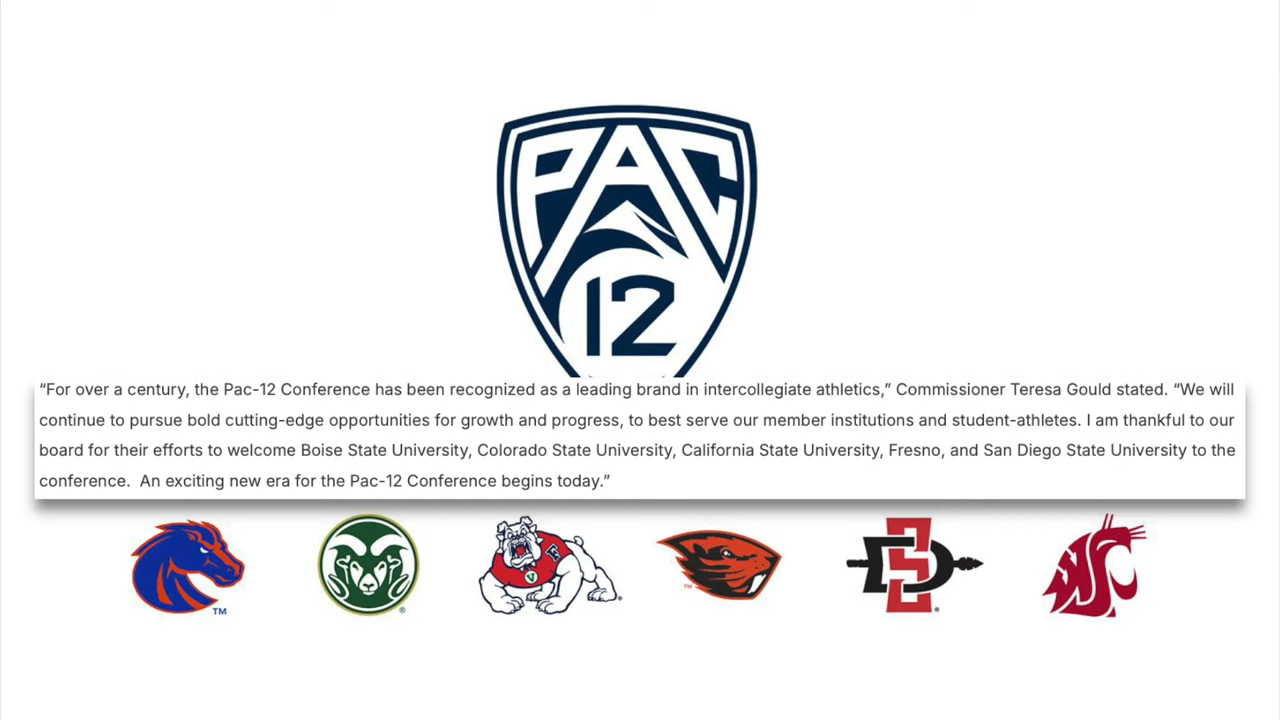 PAC
12
“For over a century, the Pac-12 Conference has been recognized as a leading brand in intercollegiate athletics,” Commissioner Teresa Gould stated. “We will
continue to pursue bold cutting-edge opportunities for growth and progress, to best serve our member institutions and student-athletes. I am thankful to our
board for their efforts to welcome Boise State University, Colorado State University, California State University, Fresno, and San Diego State University to the
conference.  An exciting new era for the Pac-12 Conference begins today.”
TM
®
F
V
®
TM
SD
®
WSC